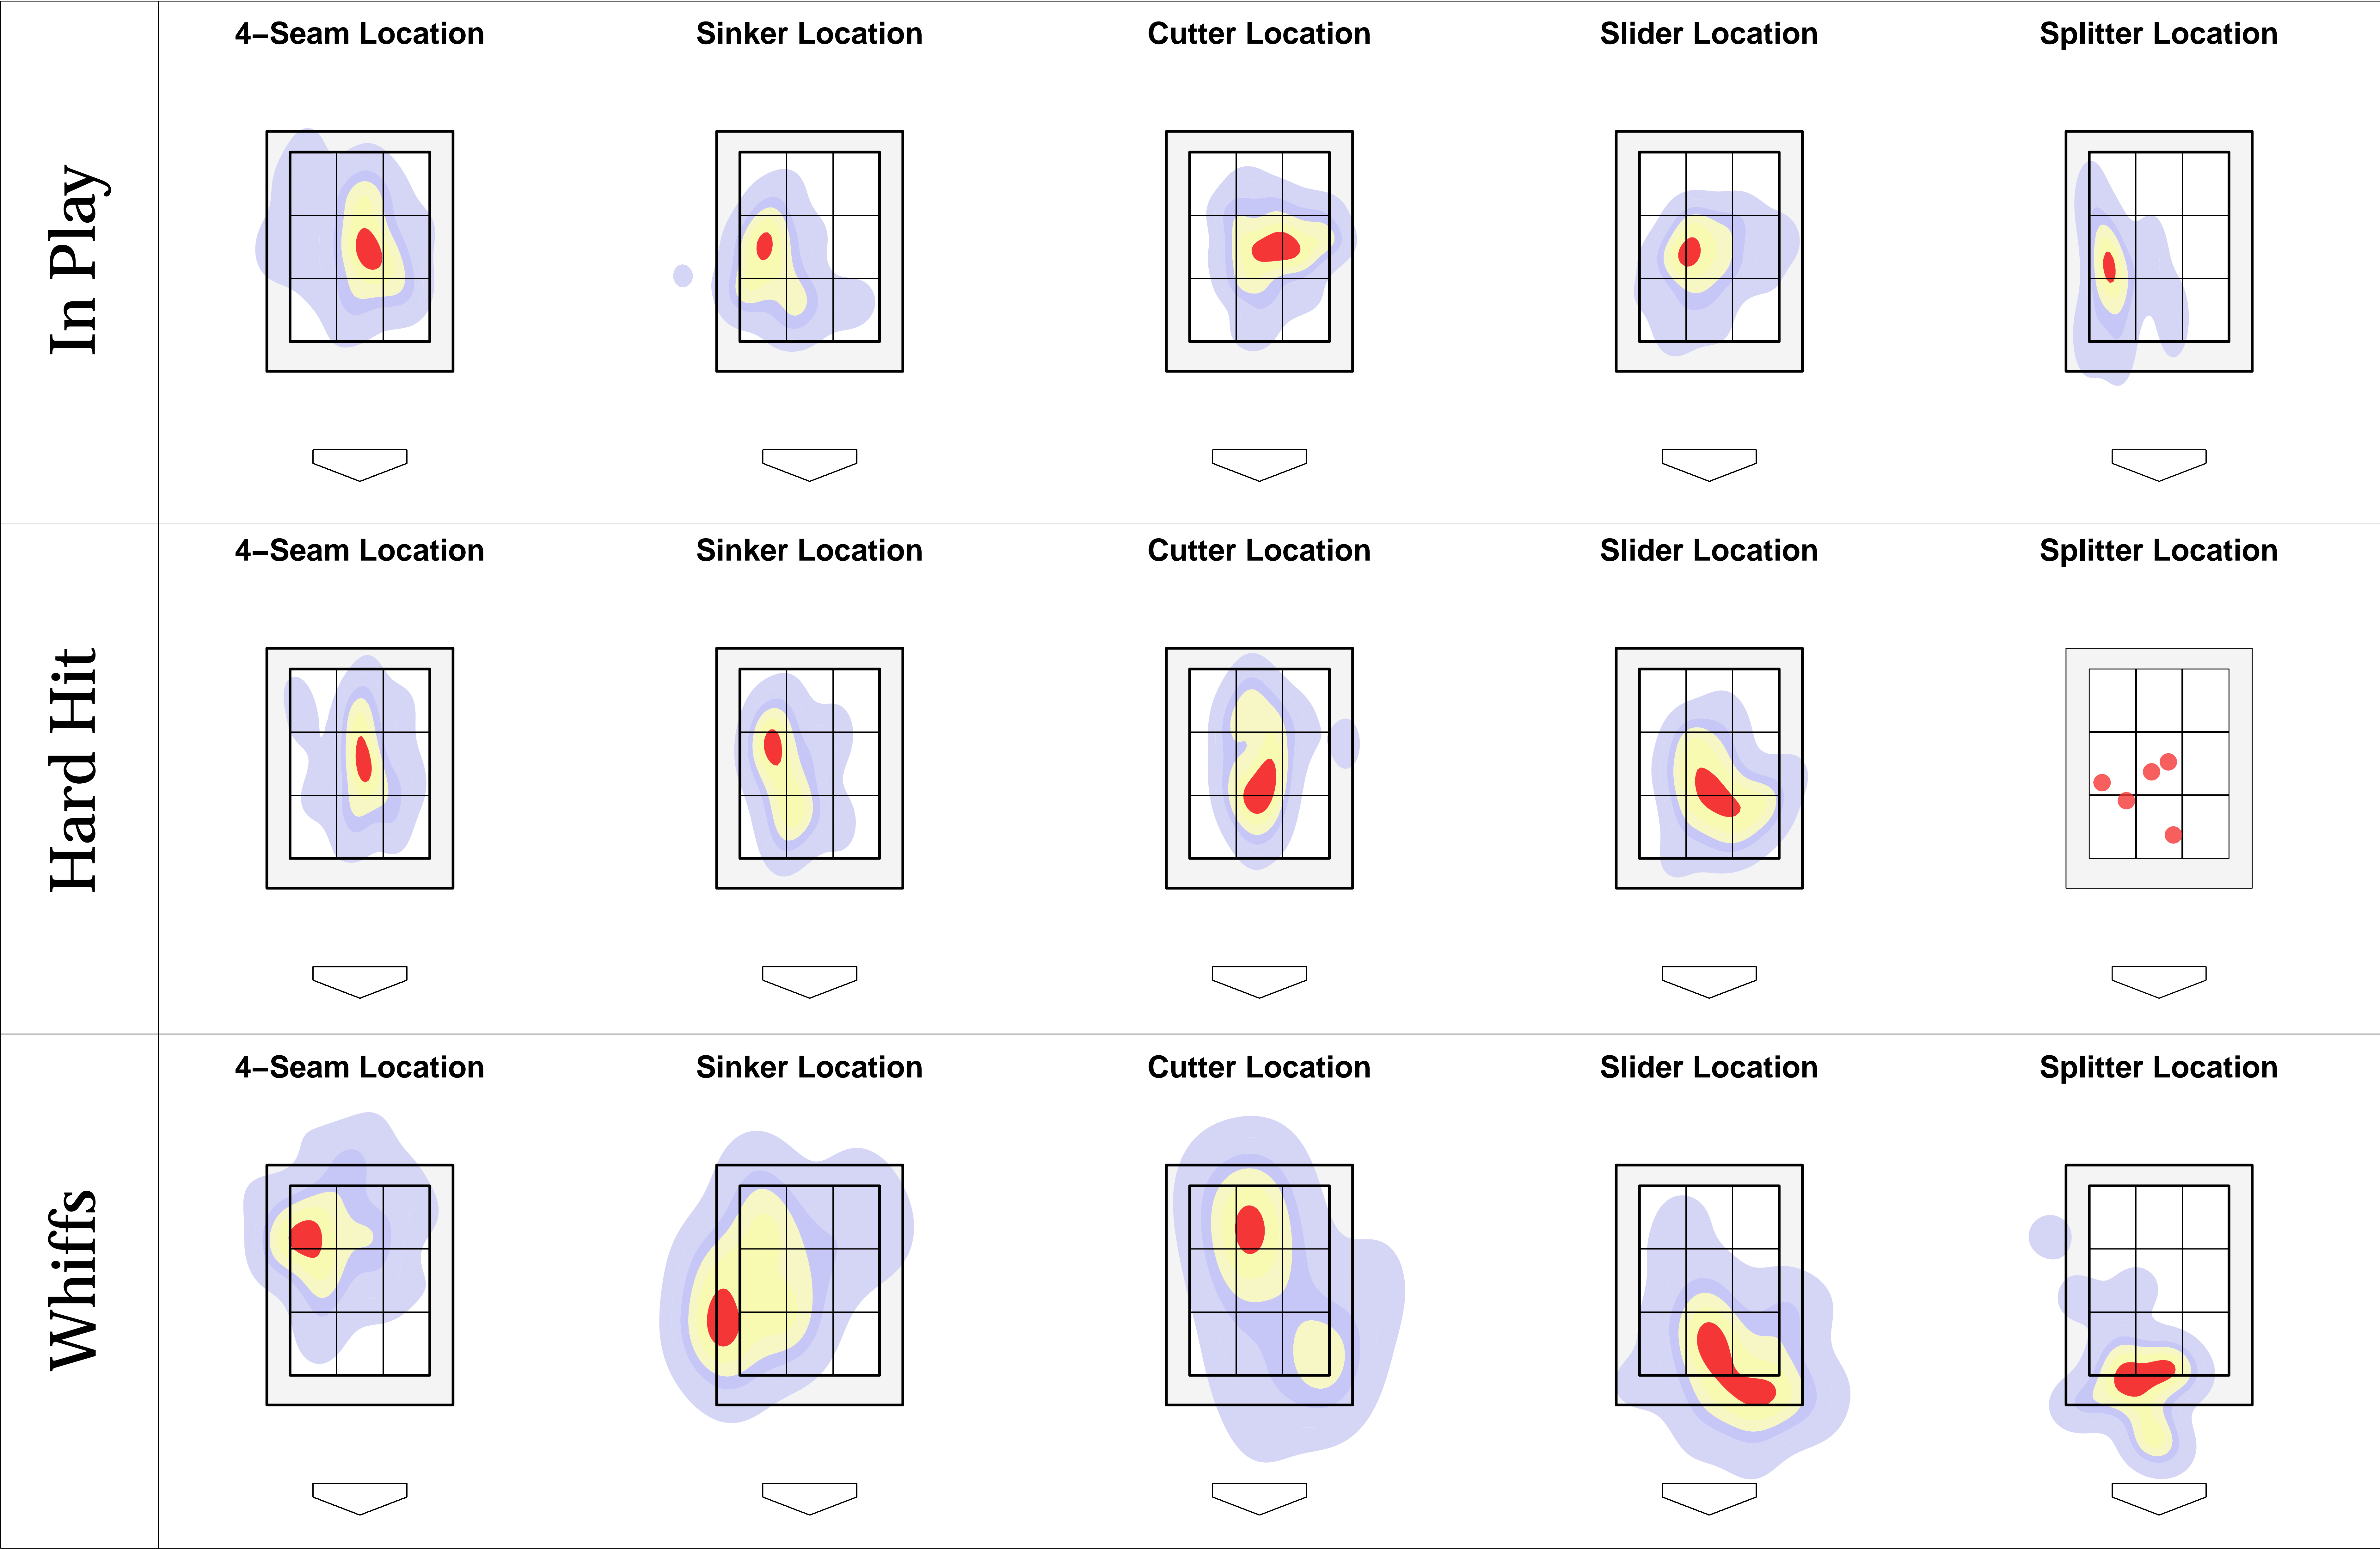 In Play
4–Seam Location
Sinker Location
Cutter Location
Slider Location
Splitter Location
Hard Hit
4–Seam Location
Sinker Location
Cutter Location
Slider Location
Splitter Location
Whiffs
4–Seam Location
Sinker Location
Cutter Location
Slider Location
Splitter Location